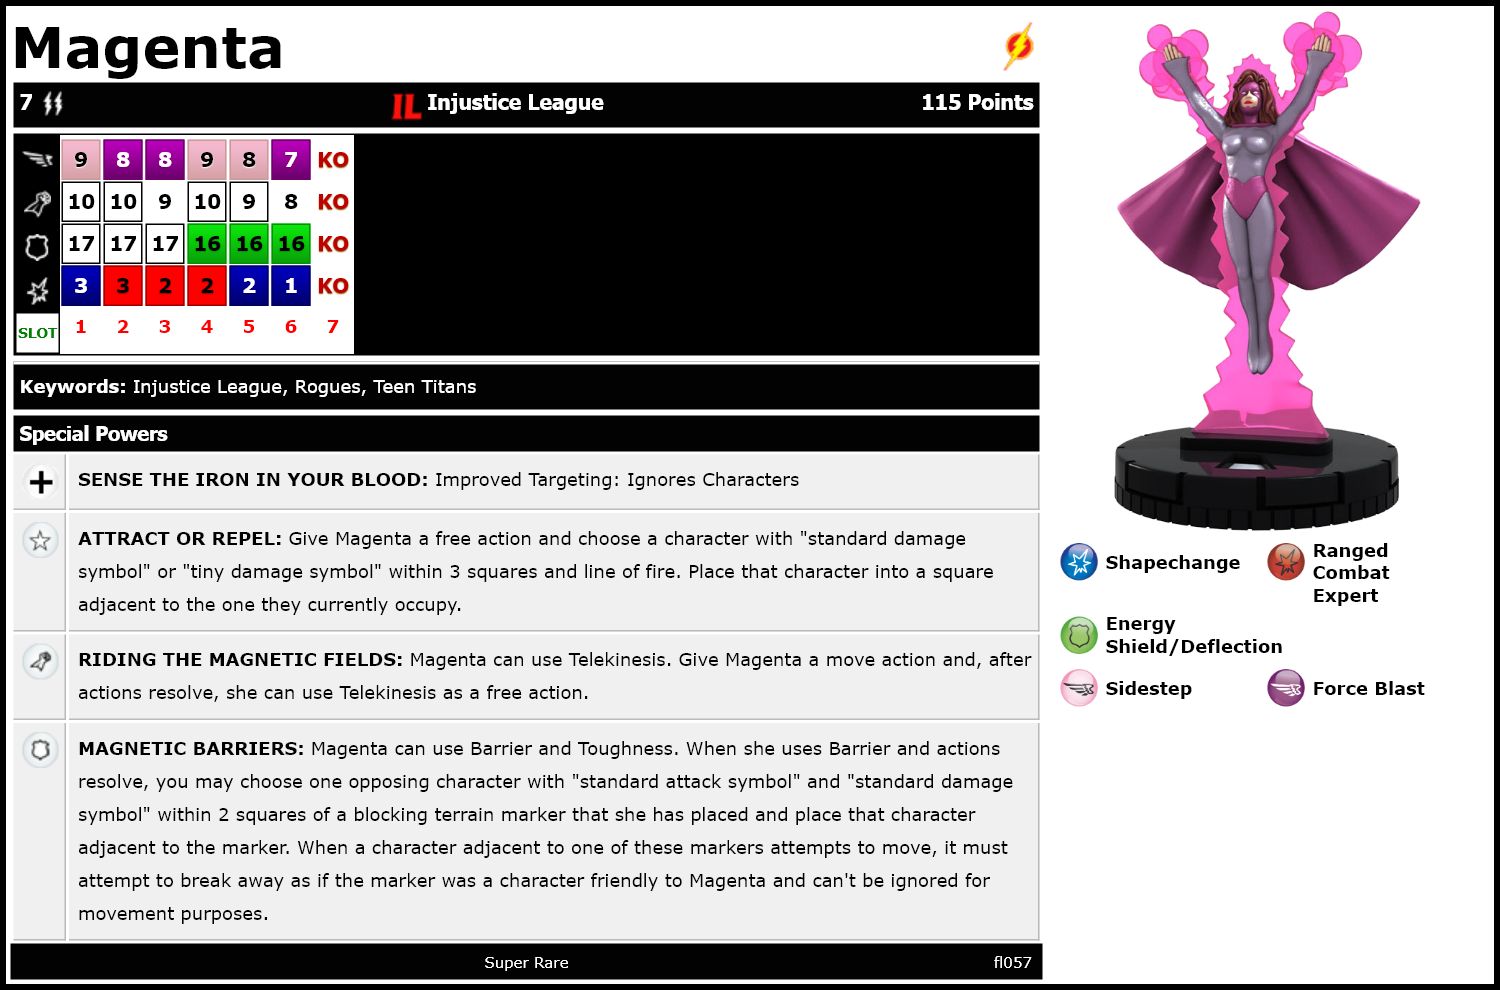 Magenta
7 IL Injustice League 115 Points
9 8 8 9 8 7 KO
10 10 9 10 9 8 KO
17 17 17 16 16 16 KO
3 3 2 2 2 1 KO
SLOT 1 2 3 4 5 6 7
Keywords: Injustice League, Rogues, Teen Titans
Special Powers
SENSE THE IRON IN YOUR BLOOD: Improved Targeting: Ignores Characters
ATTRACT OR REPEL: Give Magenta a free action and choose a character with "standard damage
symbol" or "tiny damage symbol" within 3 squares and line of fire. Place that character into a square
adjacent to the one they currently occupy.
RIDING THE MAGNETIC FIELDS: Magenta can use Telekinesis. Give Magenta a move action and, after
actions resolve, she can use Telekinesis as a free action.
MAGNETIC BARRIERS: Magenta can use Barrier and Toughness. When she uses Barrier and actions
resolve, you may choose one opposing character with "standard attack symbol" and "standard damage
symbol" within 2 squares of a blocking terrain marker that she has placed and place that character
adjacent to the marker. When a character adjacent to one of these markers attempts to move, it must
attempt to break away as if the marker was a character friendly to Magenta and can't be ignored for
movement purposes.
Super Rare fl057
Shapechange
Ranged
Combat
Expert
Energy
Shield/Deflection
Sidestep
Force Blast